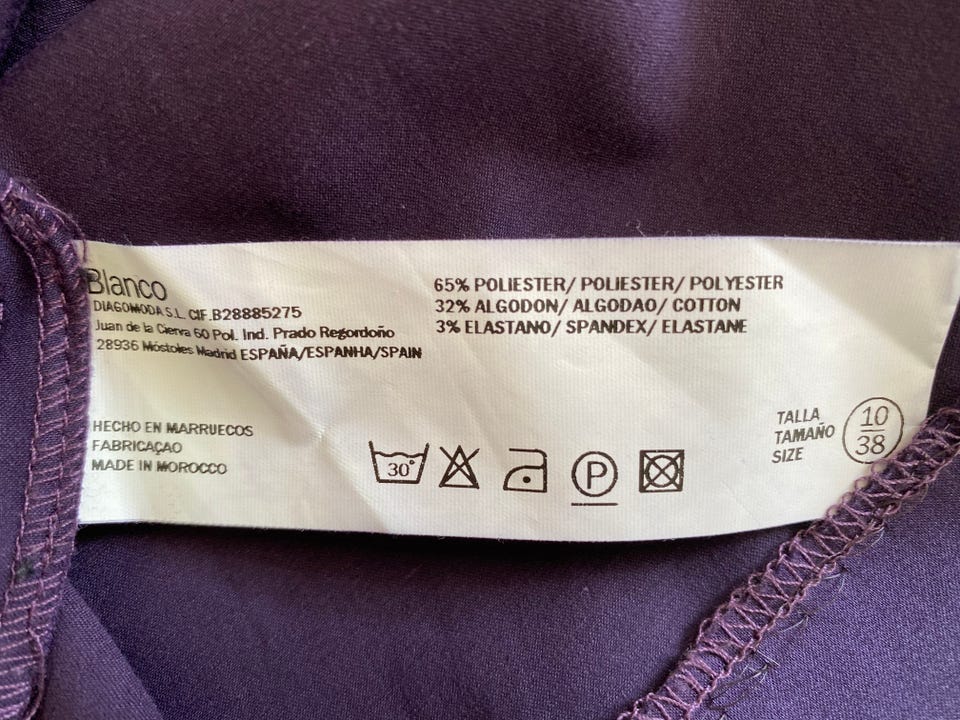 Blanco
DIAGOMODA S.L. CIF.B28885275
Juan de la Cierva 60 Pol. Ind. Prado Regordoño
28936 Móstoles Madrid ESPAÑA/ESPANHA/SPAIN
65% POLIESTER/ POLIESTER/ POLYESTER
32% ALGODON/ ALGODAO/ COTTON
3% ELASTANO/ SPANDEX/ ELASTANE
HECHO EN MARRUECOS
FABRICAÇAO
MADE IN MOROCCO
30°
P
TALLA
TAMAÑO
SIZE
10
38